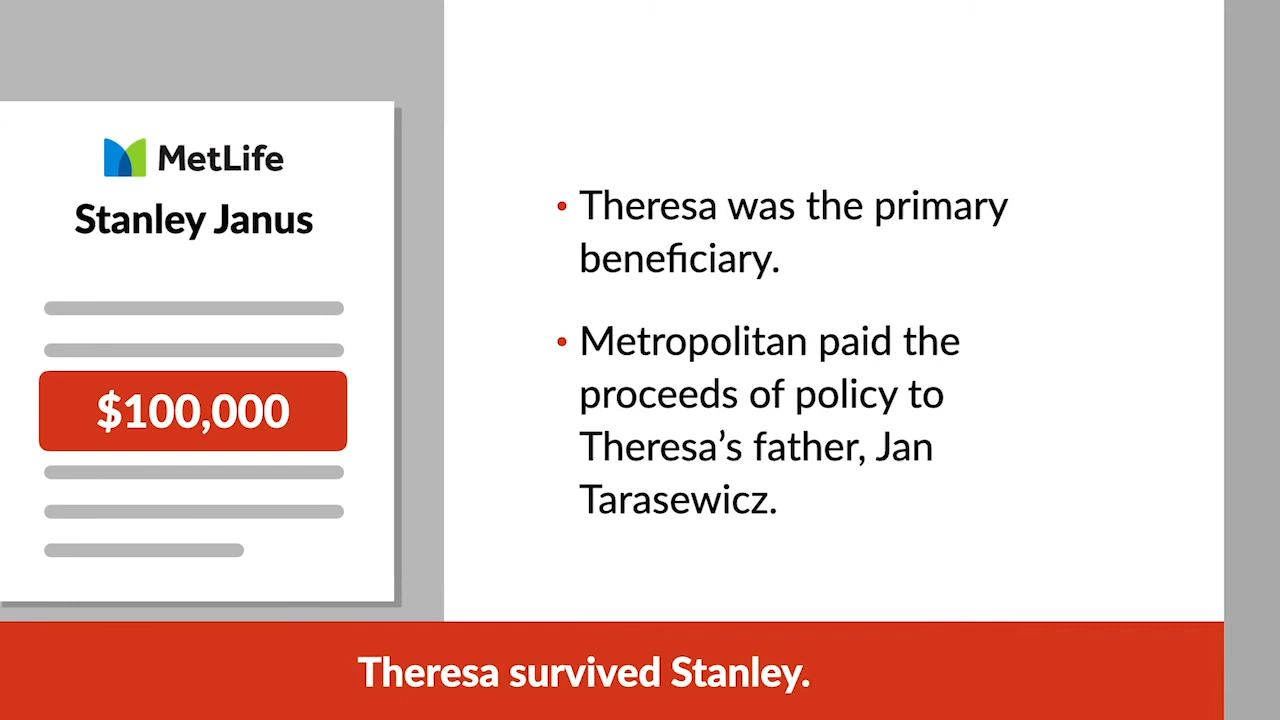 MetLife
Stanley Janus
$100,000
• Theresa was the primary
beneficiary.
• Metropolitan paid the
proceeds of policy to
Theresa’s father, Jan
Tarasewicz.
Theresa survived Stanley.